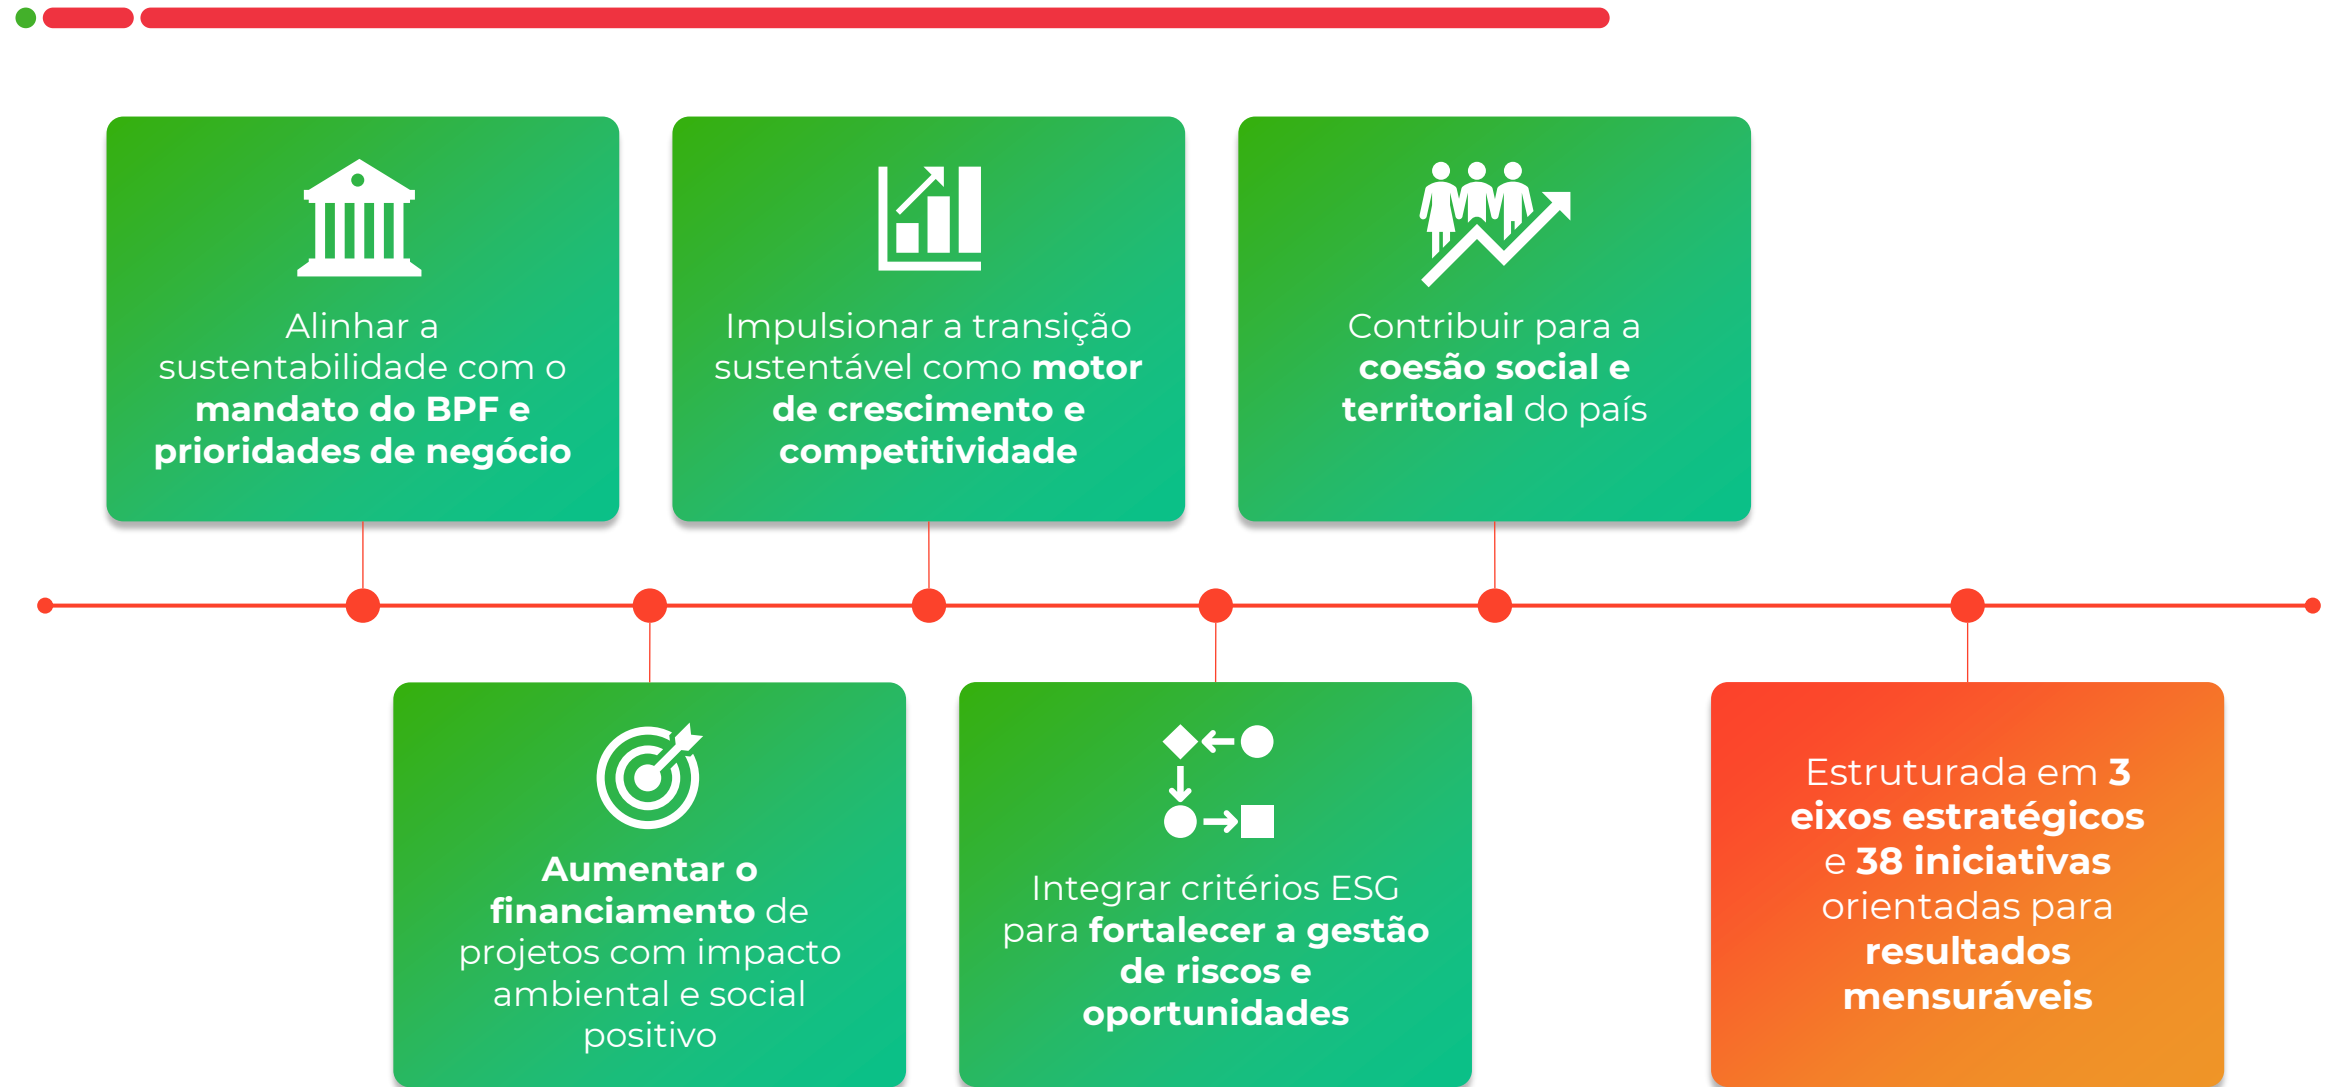 Alinhar a
sustentabilidade com o
mandato do BPF e
prioridades de negócio
Impulsionar a transição
sustentável como motor
de crescimento e
competitividade
Contribuir para a
coesão social e
territorial do país
Aumentar o
financiamento de
projetos com impacto
ambiental e social
positivo
Integrar critérios ESG
para fortalecer a gestão
de riscos e
oportunidades
Estruturada em 3
eixos estratégicos
e 38 iniciativas
orientadas para
resultados
mensuráveis